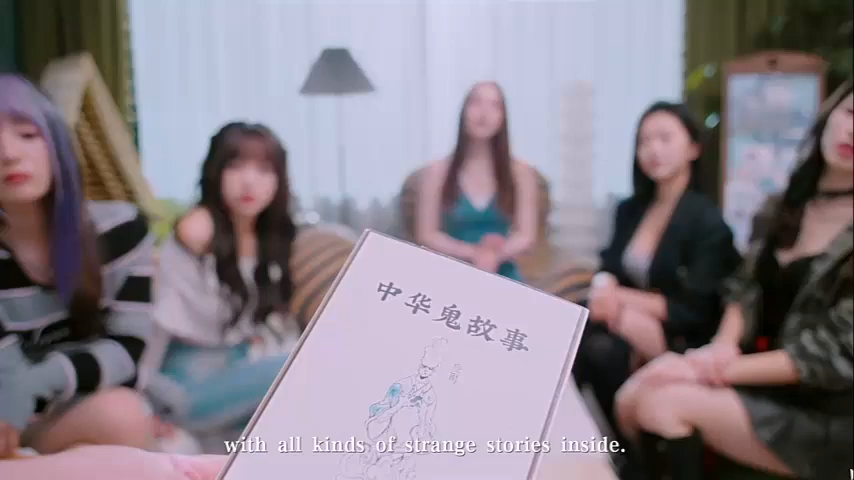 中华鬼故事
with all kinds of strange stories inside.